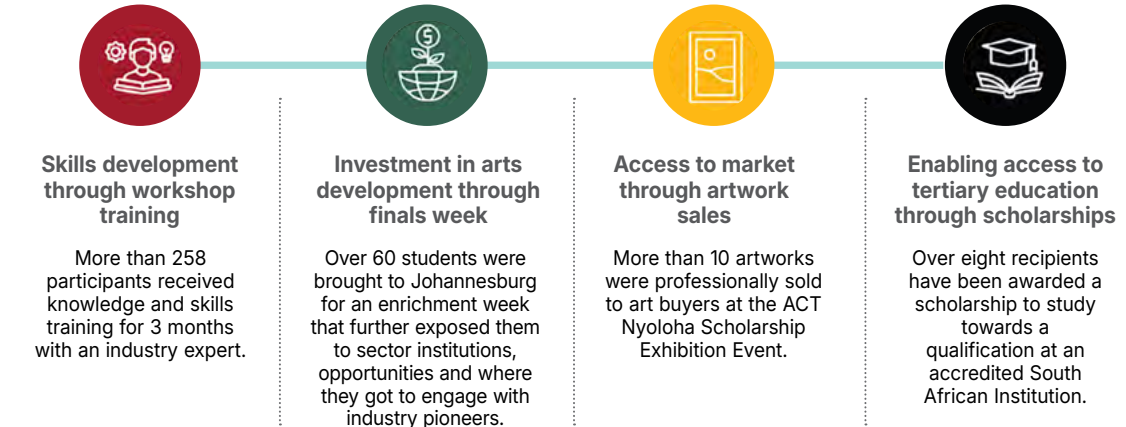 Skills development
through workshop
training
More than 258
participants received
knowledge and skills
training for 3 months
with an industry expert.
Investment in arts
development through
finals week
Over 60 students were
brought to Johannesburg
for an enrichment week
that further exposed them
to sector institutions,
opportunities and where
they got to engage with
industry pioneers.
Access to market
through artwork
sales
More than 10 artworks
were professionally sold
to art buyers at the ACT
Nyoloha Scholarship
Exhibition Event.
Enabling access to
tertiary education
through scholarships
Over eight recipients
have been awarded a
scholarship to study
towards a
qualification at an
accredited South
African Institution.